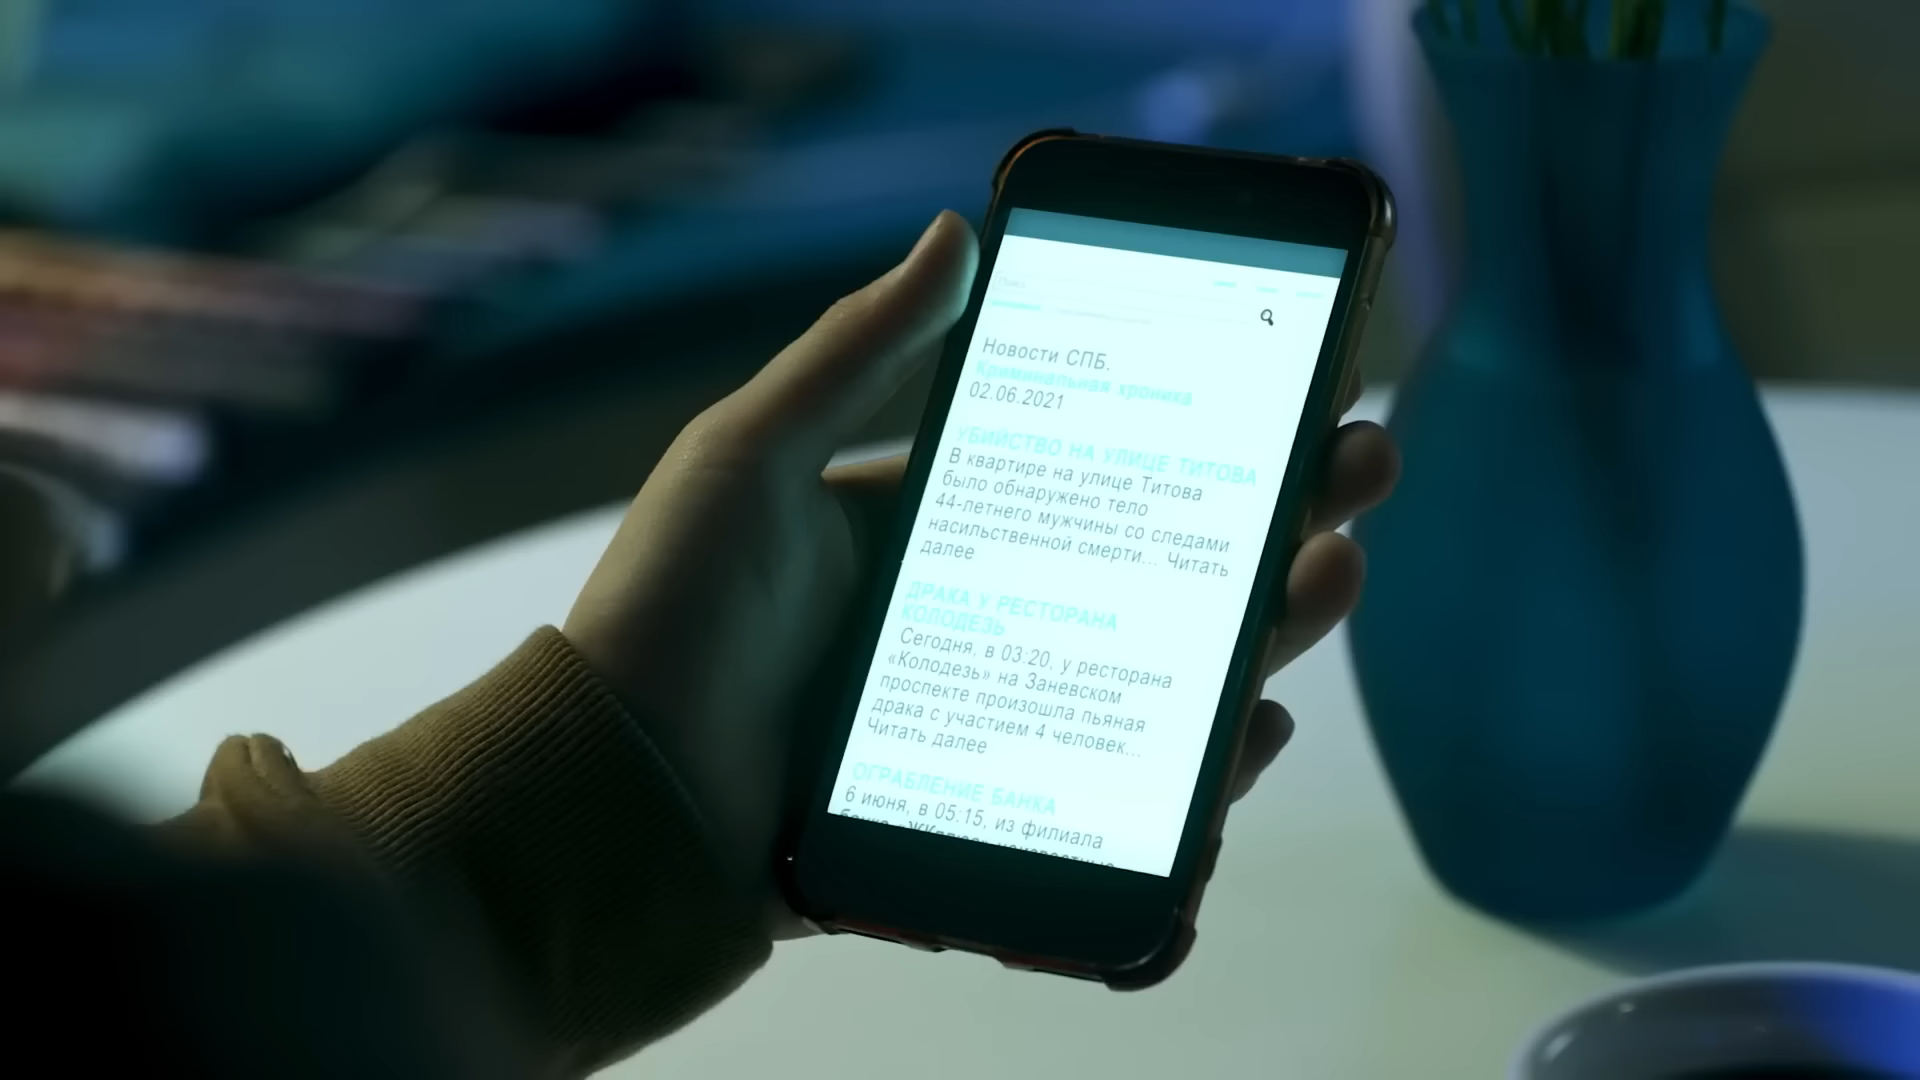 Поиск
Новости СПБ.
Криминальная хроника
02.06.2021
УБИЙСТВО НА УЛИЦЕ ТИТОВА
В квартире на улице Титова
было обнаружено тело
44-летнего мужчины со следами
насильственной смерти... Читать
далее
ДРАКА У РЕСТОРАНА
КОЛОДЕЗЬ
Сегодня, в 03:20, у ресторана
«Колодезь» на Заневском
проспекте произошла пьяная
драка с участием 4 человек...
Читать далее
ОГРАБЛЕНИЕ БАНКА
6 июня, в 05:15, из филиала